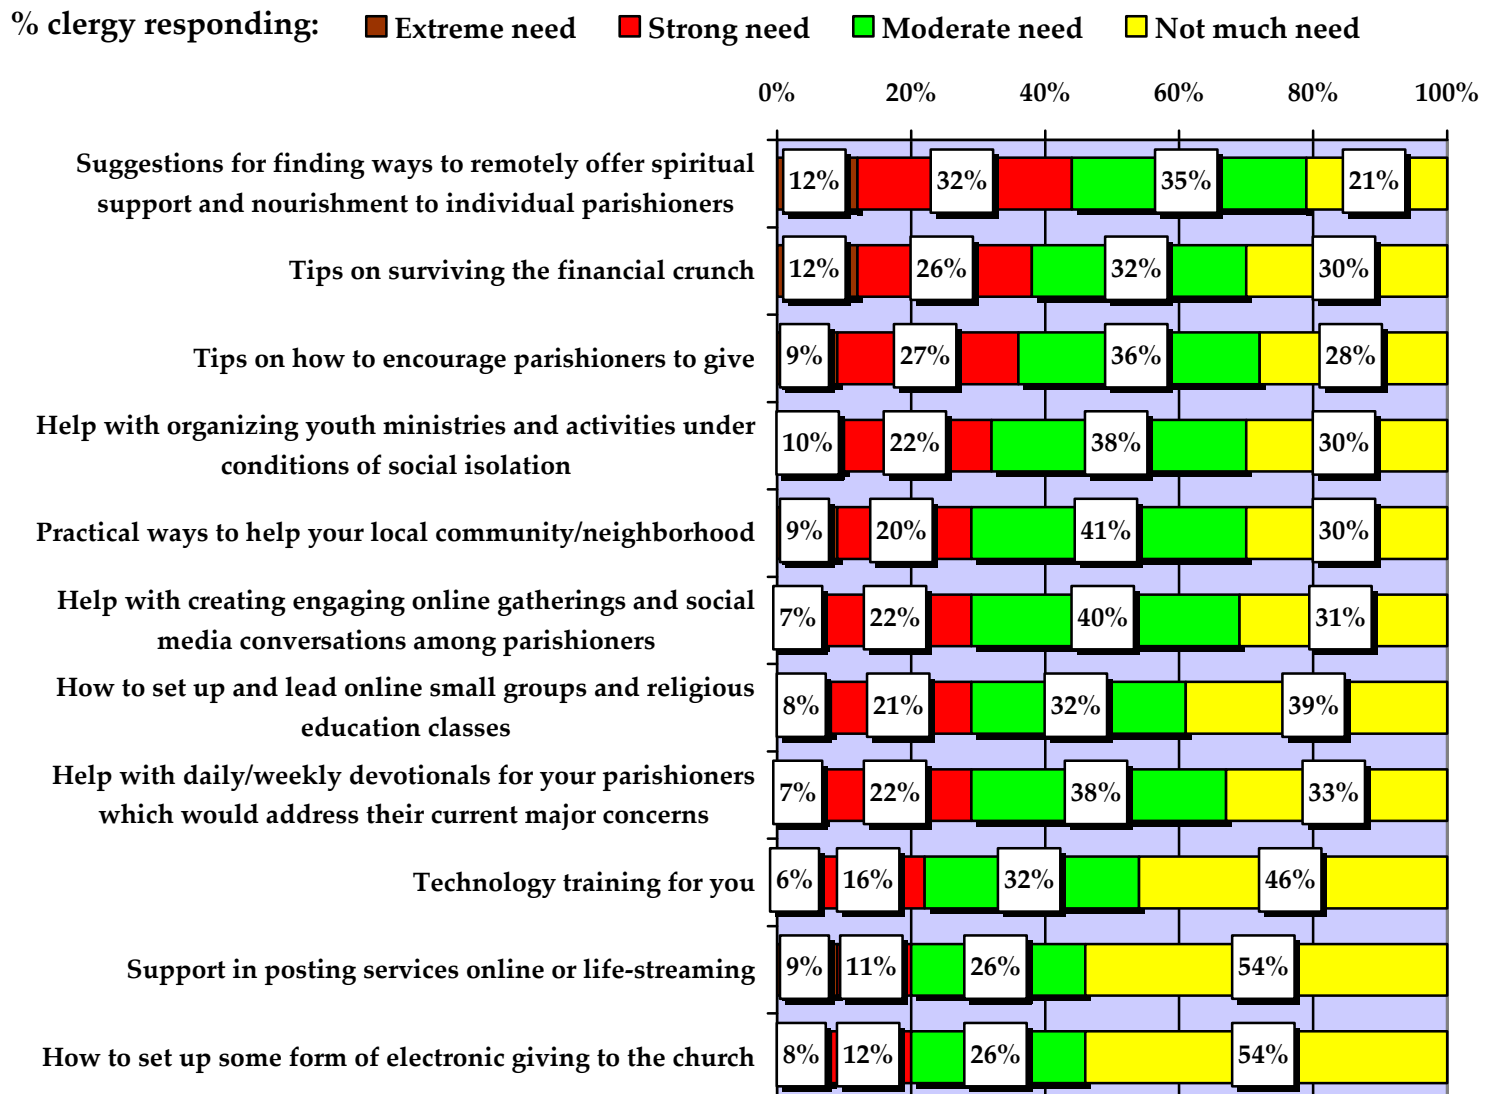 % clergy responding: Extreme need Strong need Moderate need Not much need
0% 20% 40% 60% 80% 100%
Suggestions for finding ways to remotely offer spiritual
support and nourishment to individual parishioners
12% 32% 35% 21%
Tips on surviving the financial crunch
12% 26% 32% 30%
Tips on how to encourage parishioners to give
9% 27% 36% 28%
Help with organizing youth ministries and activities under
conditions of social isolation
10% 22% 38% 30%
Practical ways to help your local community/neighborhood
9% 20% 41% 30%
Help with creating engaging online gatherings and social
media conversations among parishioners
7% 22% 40% 31%
How to set up and lead online small groups and religious
education classes
8% 21% 32% 39%
Help with daily/weekly devotionals for your parishioners
which would address their current major concerns
7% 22% 38% 33%
Technology training for you
6% 16% 32% 46%
Support in posting services online or life-streaming
9% 11% 26% 54%
How to set up some form of electronic giving to the church
8% 12% 26% 54%